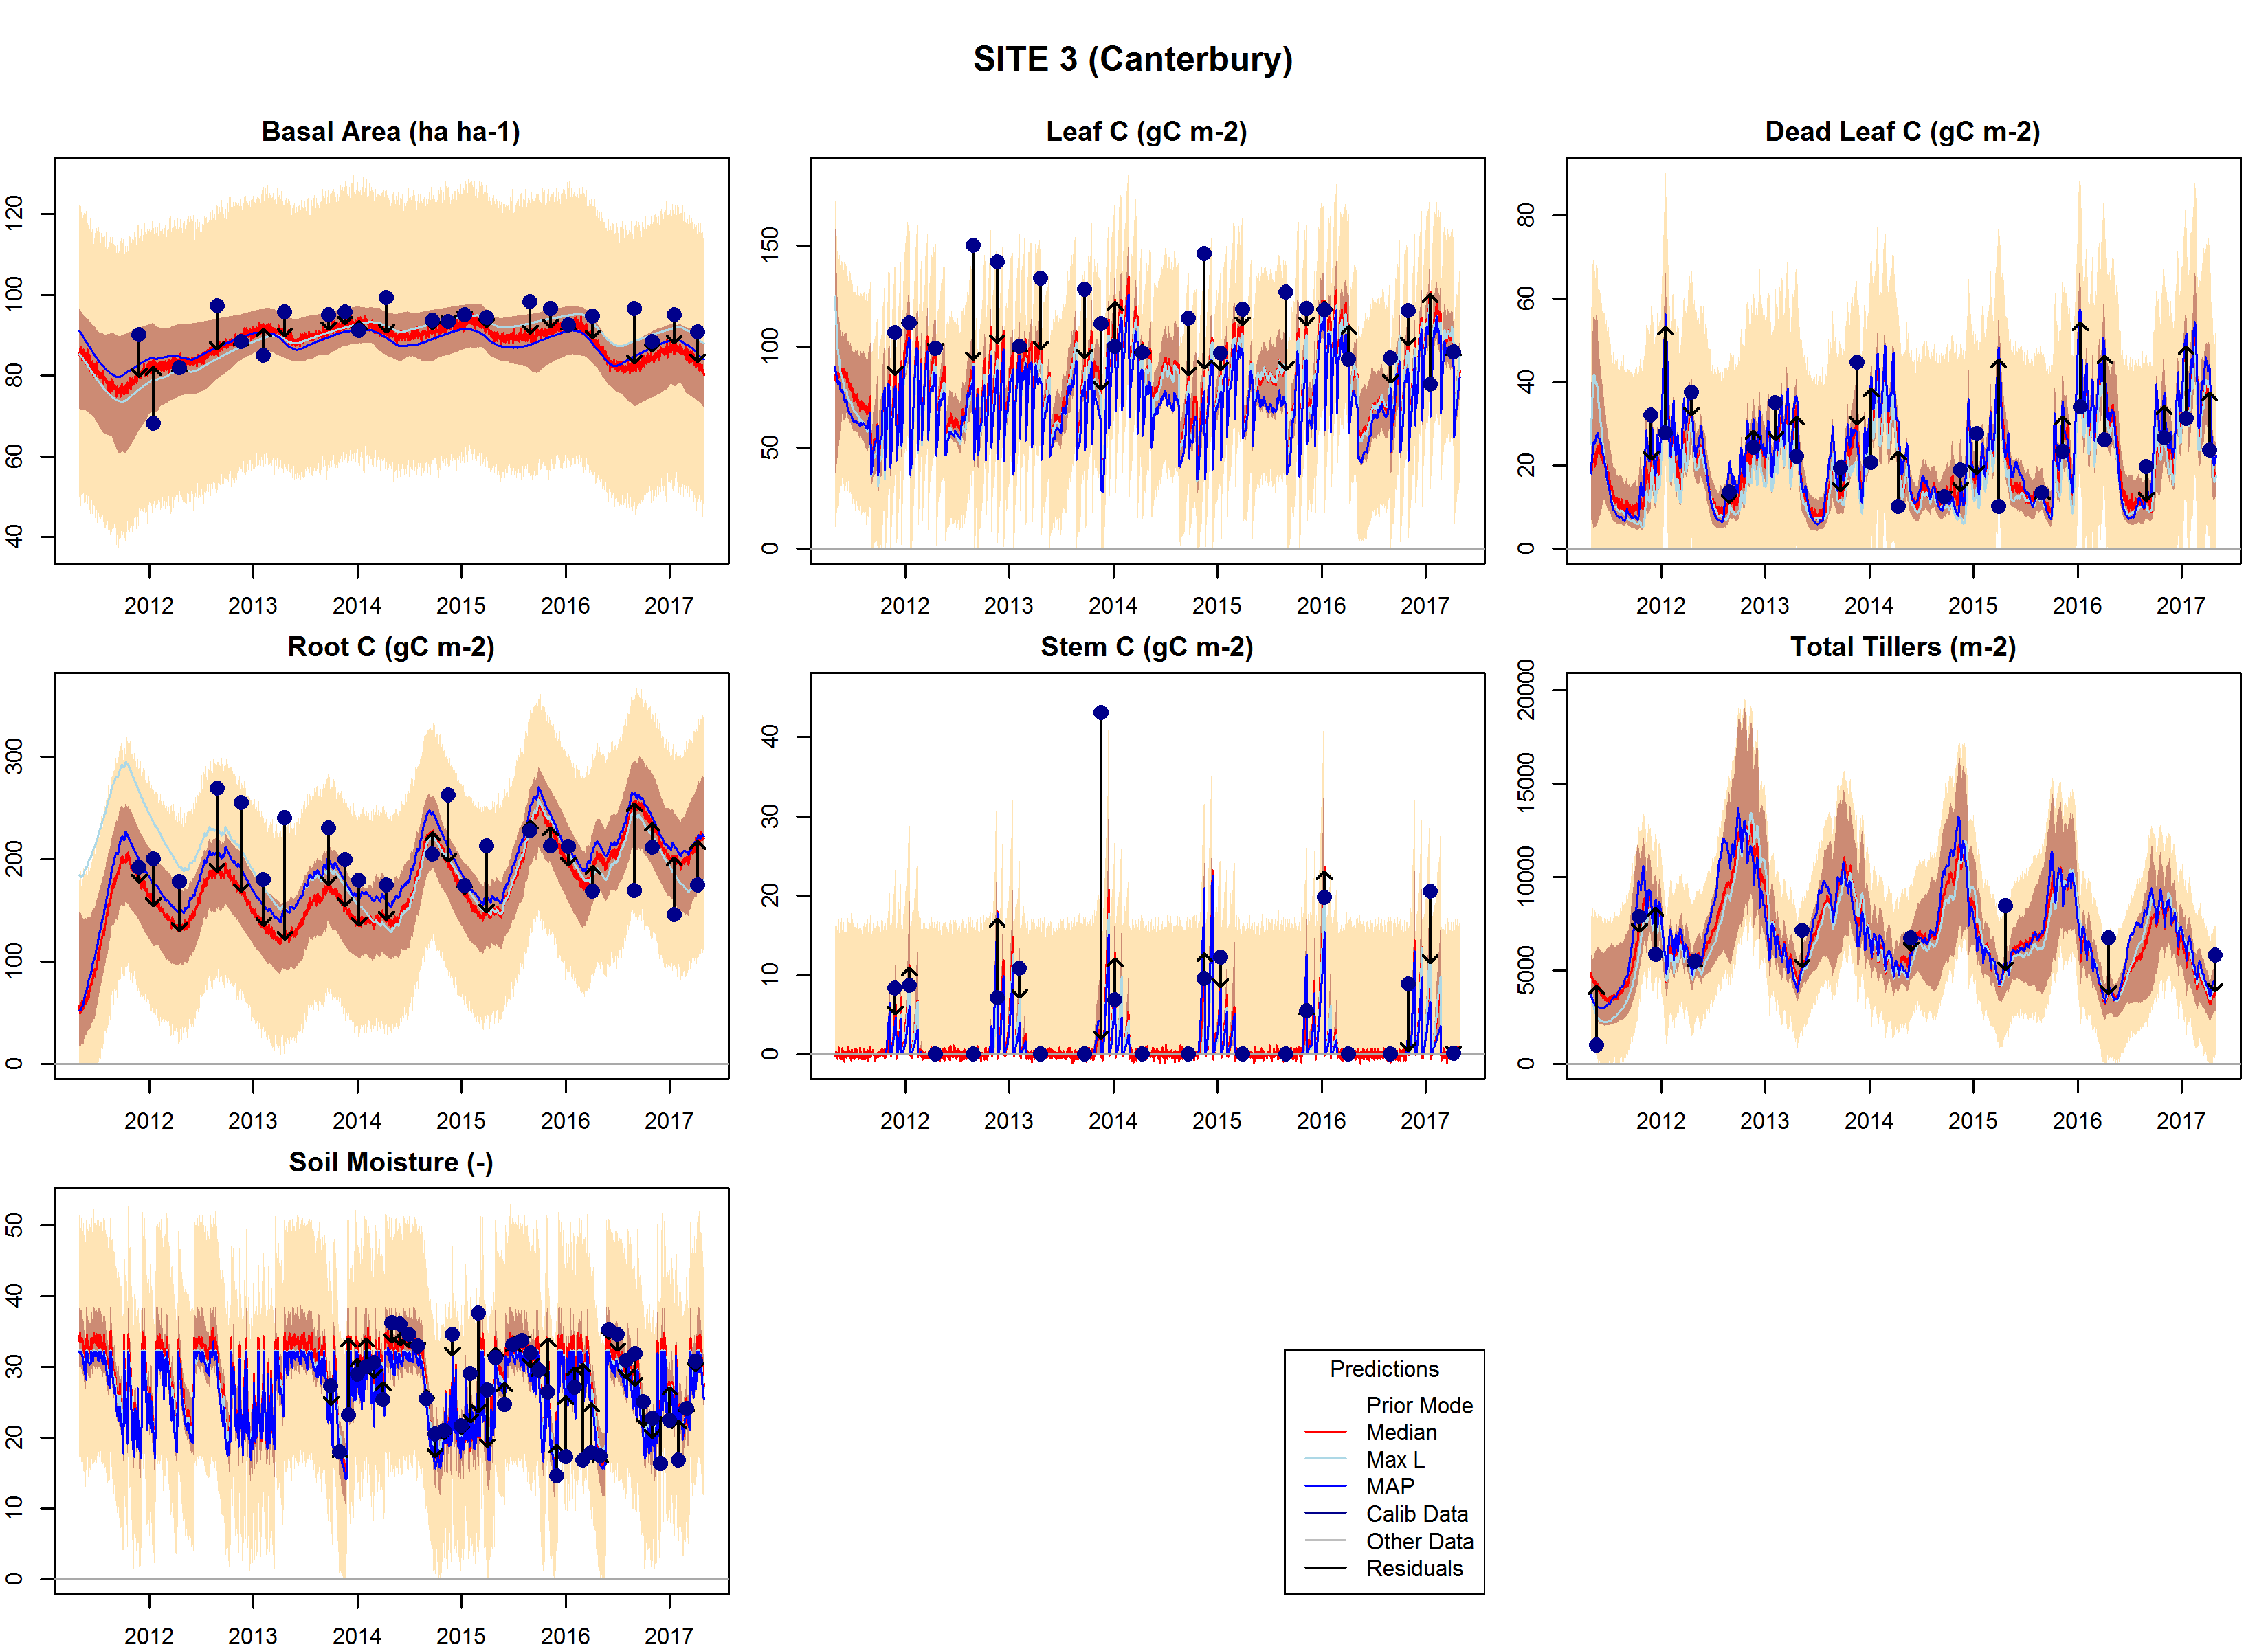 SITE 3 (Canterbury)
Basal Area (ha ha-1)
120
100
80
60
40
2012 2013 2014 2015 2016 2017
Leaf C (gC m-2)
150
100
50
0
2012 2013 2014 2015 2016 2017
Dead Leaf C (gC m-2)
80
60
40
20
0
2012 2013 2014 2015 2016 2017
Root C (gC m-2)
300
200
100
0
2012 2013 2014 2015 2016 2017
Stem C (gC m-2)
40
30
20
10
0
2012 2013 2014 2015 2016 2017
Total Tillers (m-2)
20000
15000
10000
5000
0
2012 2013 2014 2015 2016 2017
Soil Moisture (-)
50
40
30
20
10
0
2012 2013 2014 2015 2016 2017
Predictions
Prior Mode
Median
Max L
MAP
Calib Data
Other Data
Residuals